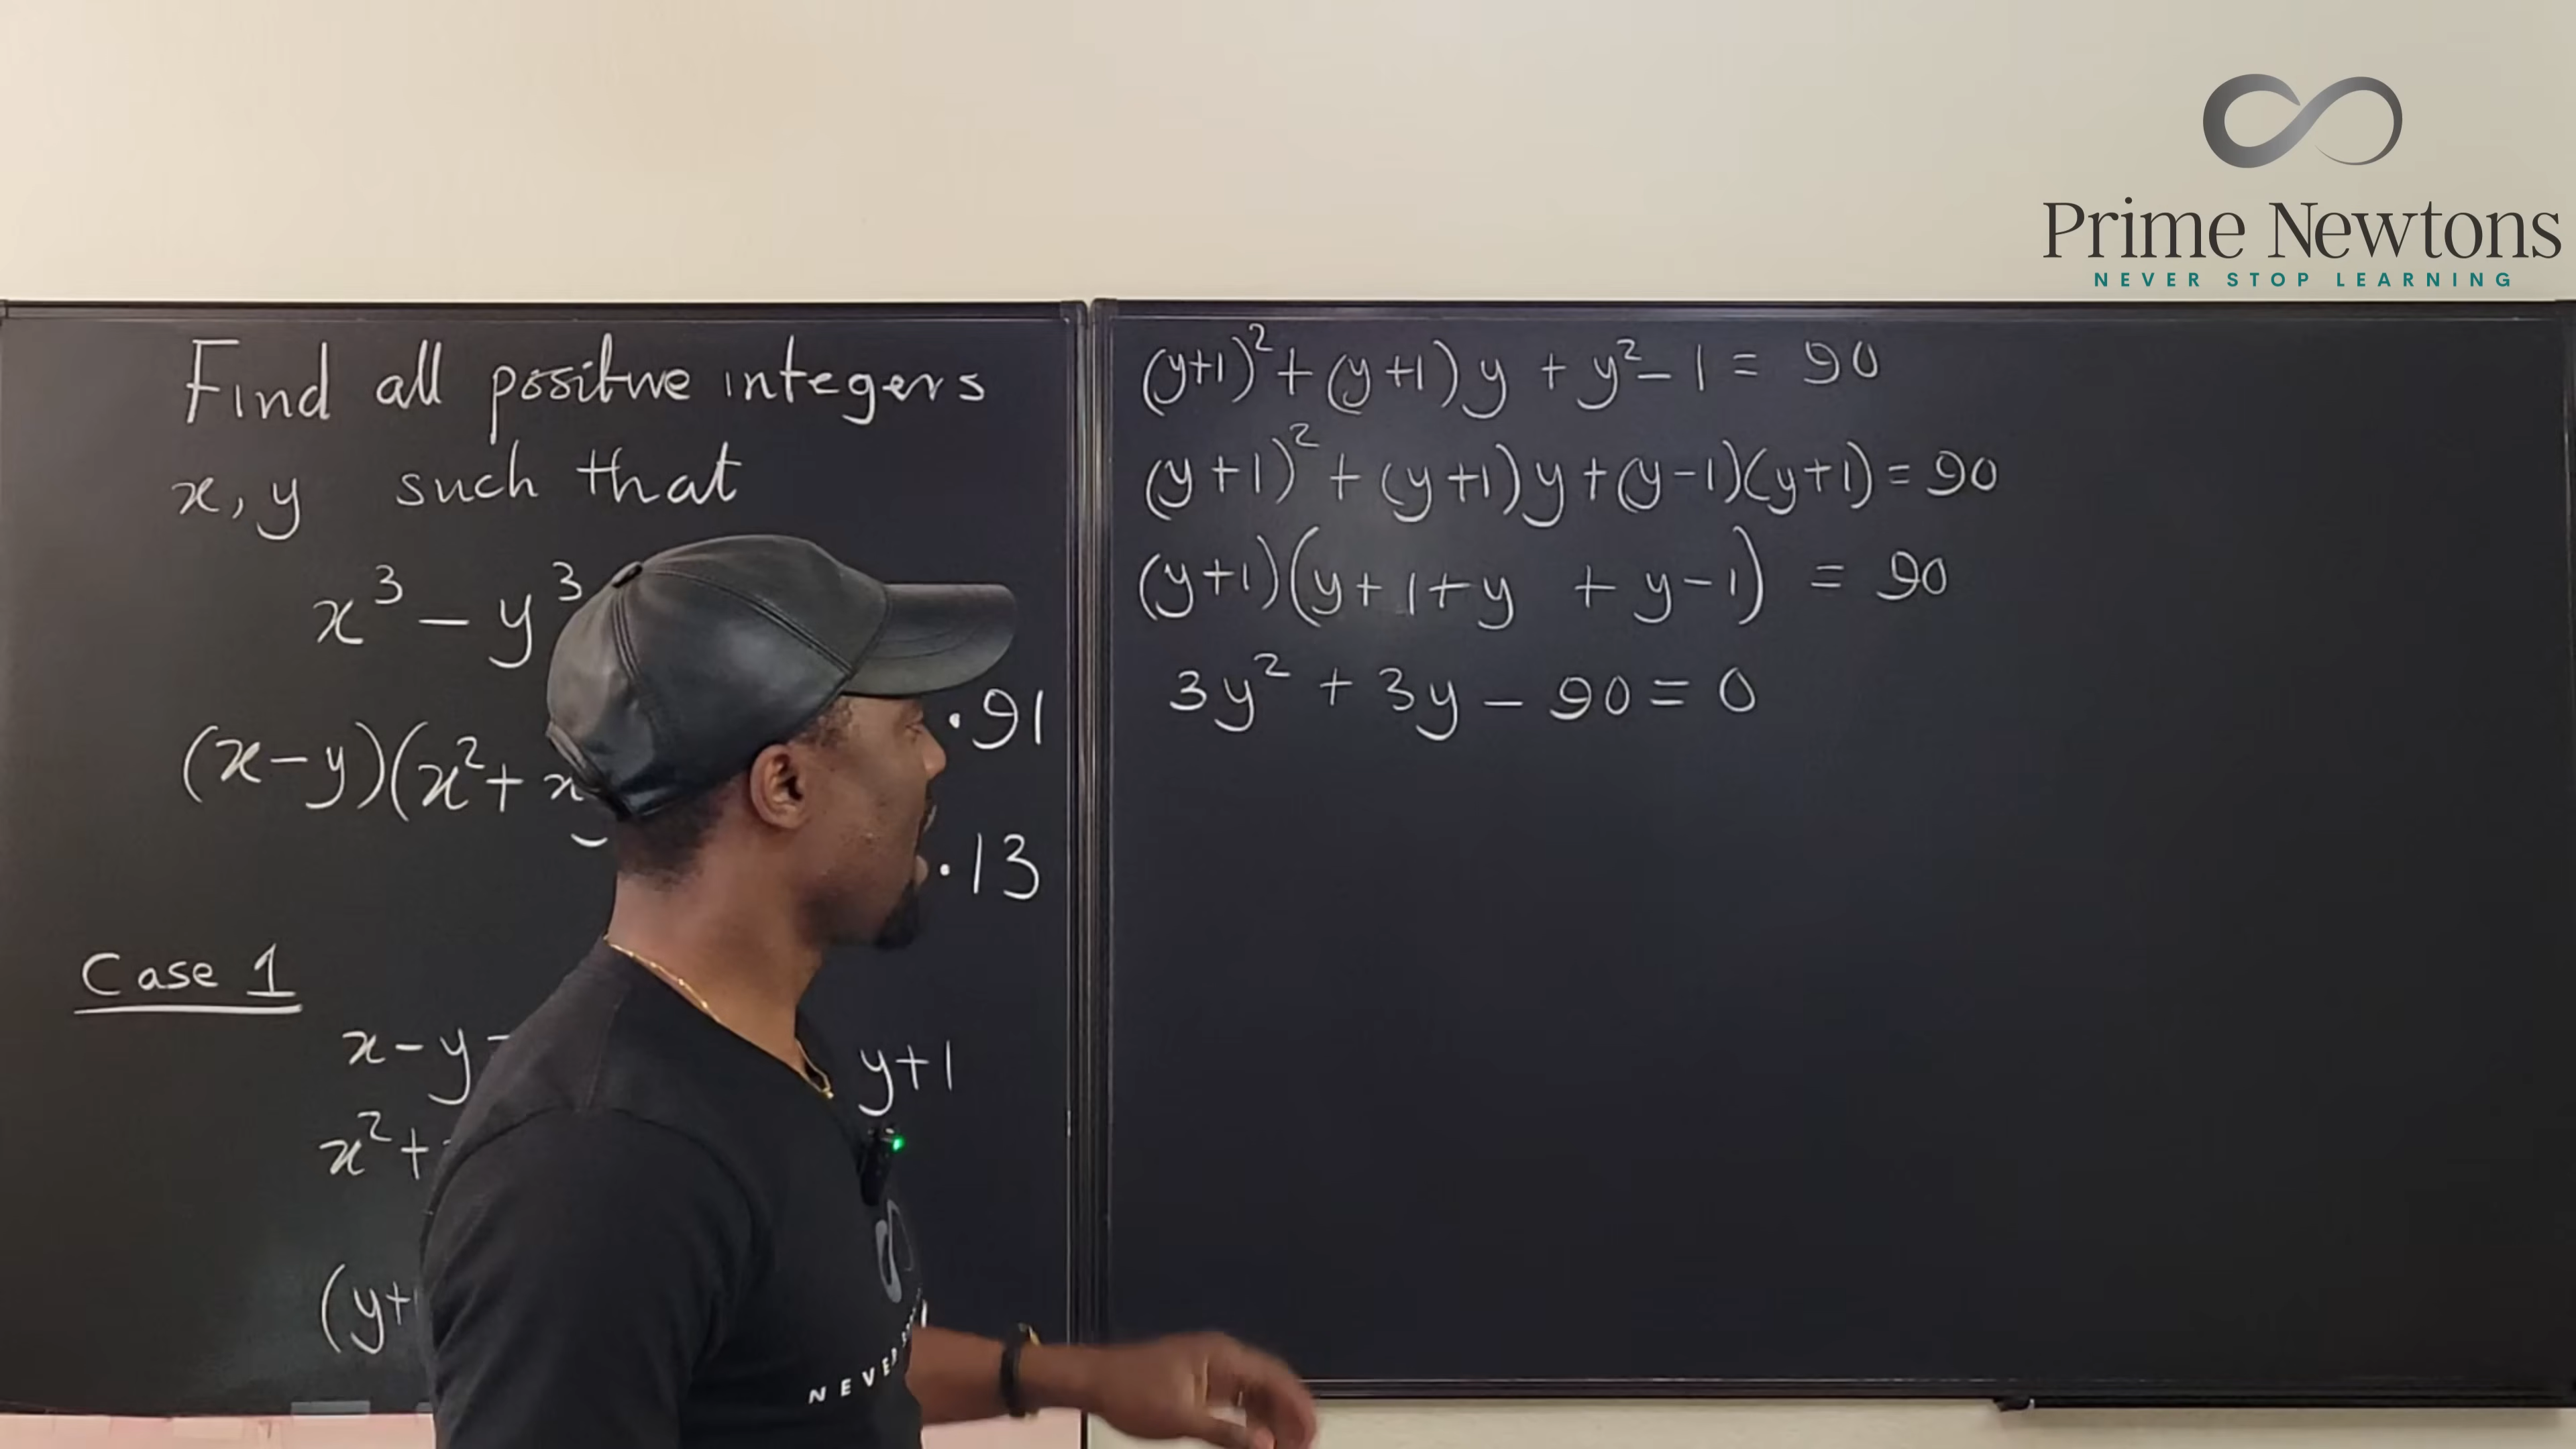 Prime Newtons
NEVER STOP LEARNING
Find all positive integers
x, y such that
x³ - y³
(x-y)(x²+ x
·91
·13
Case 1
x-y
y+1
x²+
(y+
(y+1)²+ (y+1)y + y²-1 = 90
(y+1)² + (y+1)y+(y-1)(y+1)=90
(y+1)(y+1+y + y-1) = 90
3y² + 3y - 90 = 0
NEVE